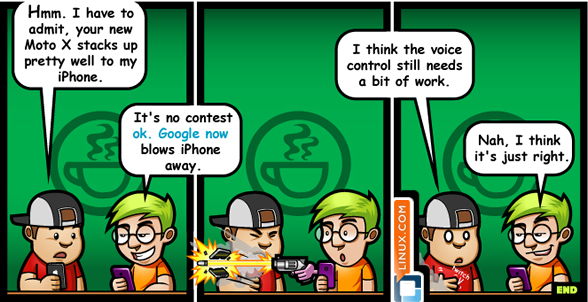 Hmm. I have to
admit, your new
Moto X stacks up
pretty well to my
iPhone.
It's no contest
ok. Google now
blows iPhone
away.
I think the voice
control still needs
a bit of work.
Nah, I think
it's just right.
LINUX.COM
Twitch
END